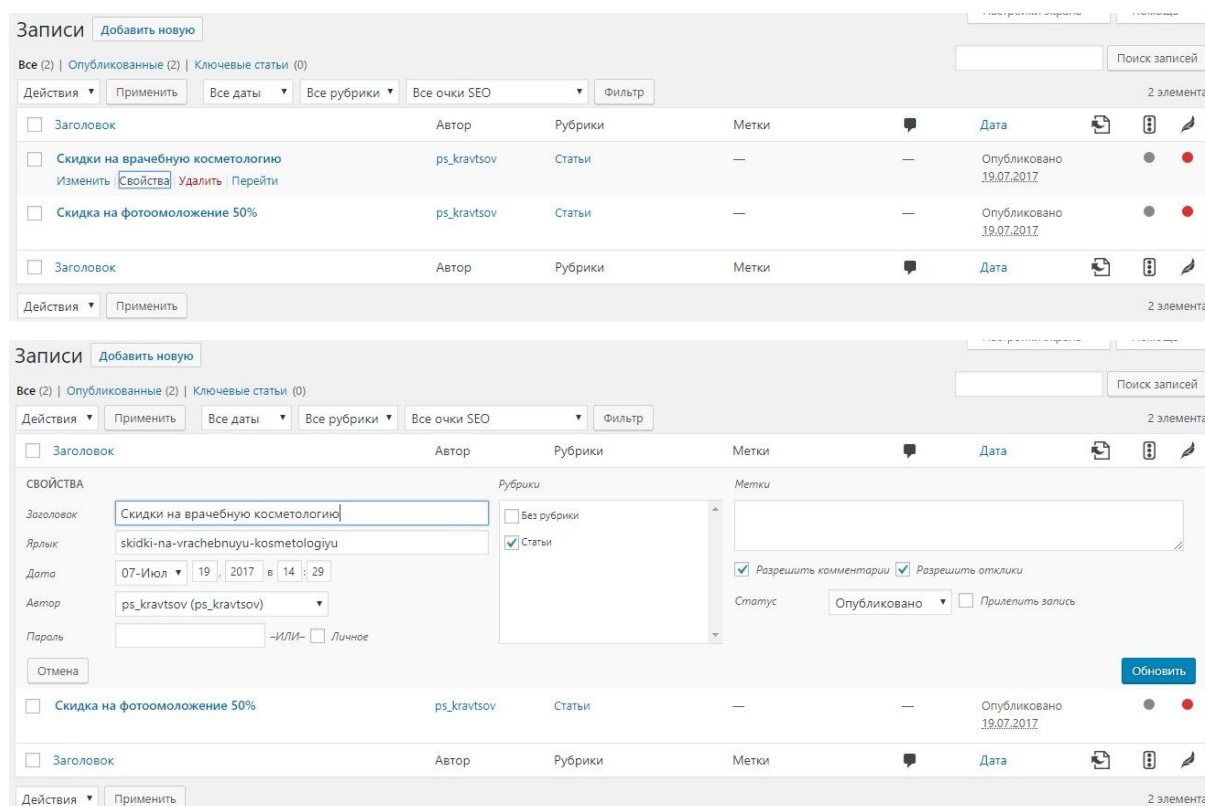 Записи Добавить новую
Все (2) | Опубликованные (2) | Ключевые статьи (0)
Поиск записей
Действия Применить Все даты Все рубрики Все очки SEO Фильтр 2 элемента
Заголовок Автор Рубрики Метки Дата
Скидки на врачебную косметологию ps_kravtsov Статьи — — Опубликовано
Изменить | Свойства | Удалить | Перейти 19.07.2017
Скидка на фотоомоложение 50% ps_kravtsov Статьи — — Опубликовано
19.07.2017
Заголовок Автор Рубрики Метки Дата
Действия Применить 2 элемента
Записи Добавить новую
Все (2) | Опубликованные (2) | Ключевые статьи (0)
Поиск записей
Действия Применить Все даты Все рубрики Все очки SEO Фильтр 2 элемента
Заголовок Автор Рубрики Метки Дата
СВОЙСТВА Рубрики Метки
Заголовок Скидки на врачебную косметологию Без рубрики
Ярлык skidki-na-vrachebnuyu-kosmetologiyu Статьи
Дата 07-Июл 19 , 2017 в 14 : 29 Разрешить комментарии Разрешить отклики
Автор ps_kravtsov (ps_kravtsov) Статус Опубликовано Прилепить запись
Пароль –ИЛИ– Личное
Отмена Обновить
Скидка на фотоомоложение 50% ps_kravtsov Статьи — — Опубликовано
19.07.2017
Заголовок Автор Рубрики Метки Дата
Действия Применить 2 элемента